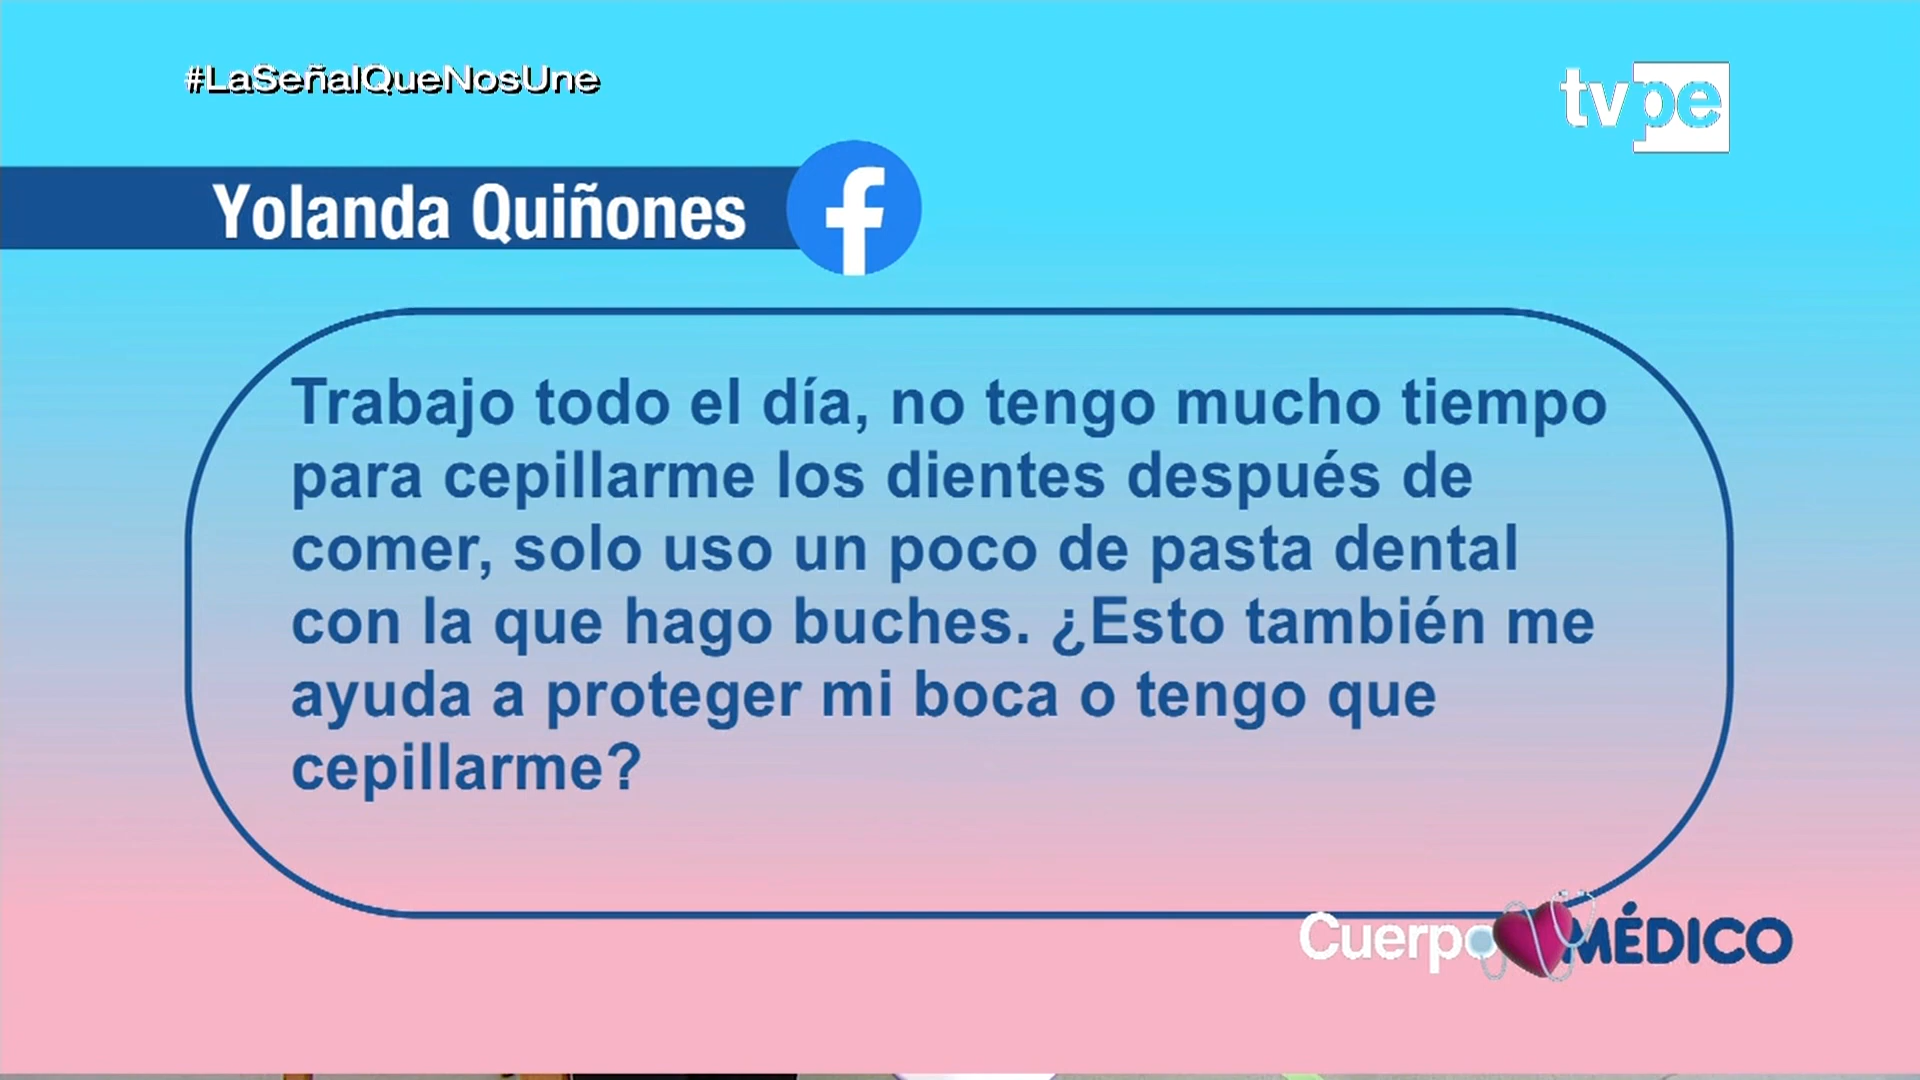 #LaSeñalQueNosUne
tvpe
Yolanda Quiñones
Trabajo todo el día, no tengo mucho tiempo
para cepillarme los dientes después de
comer, solo uso un poco de pasta dental
con la que hago buches. ¿Esto también me
ayuda a proteger mi boca o tengo que
cepillarme?
Cuerpo MÉDICO